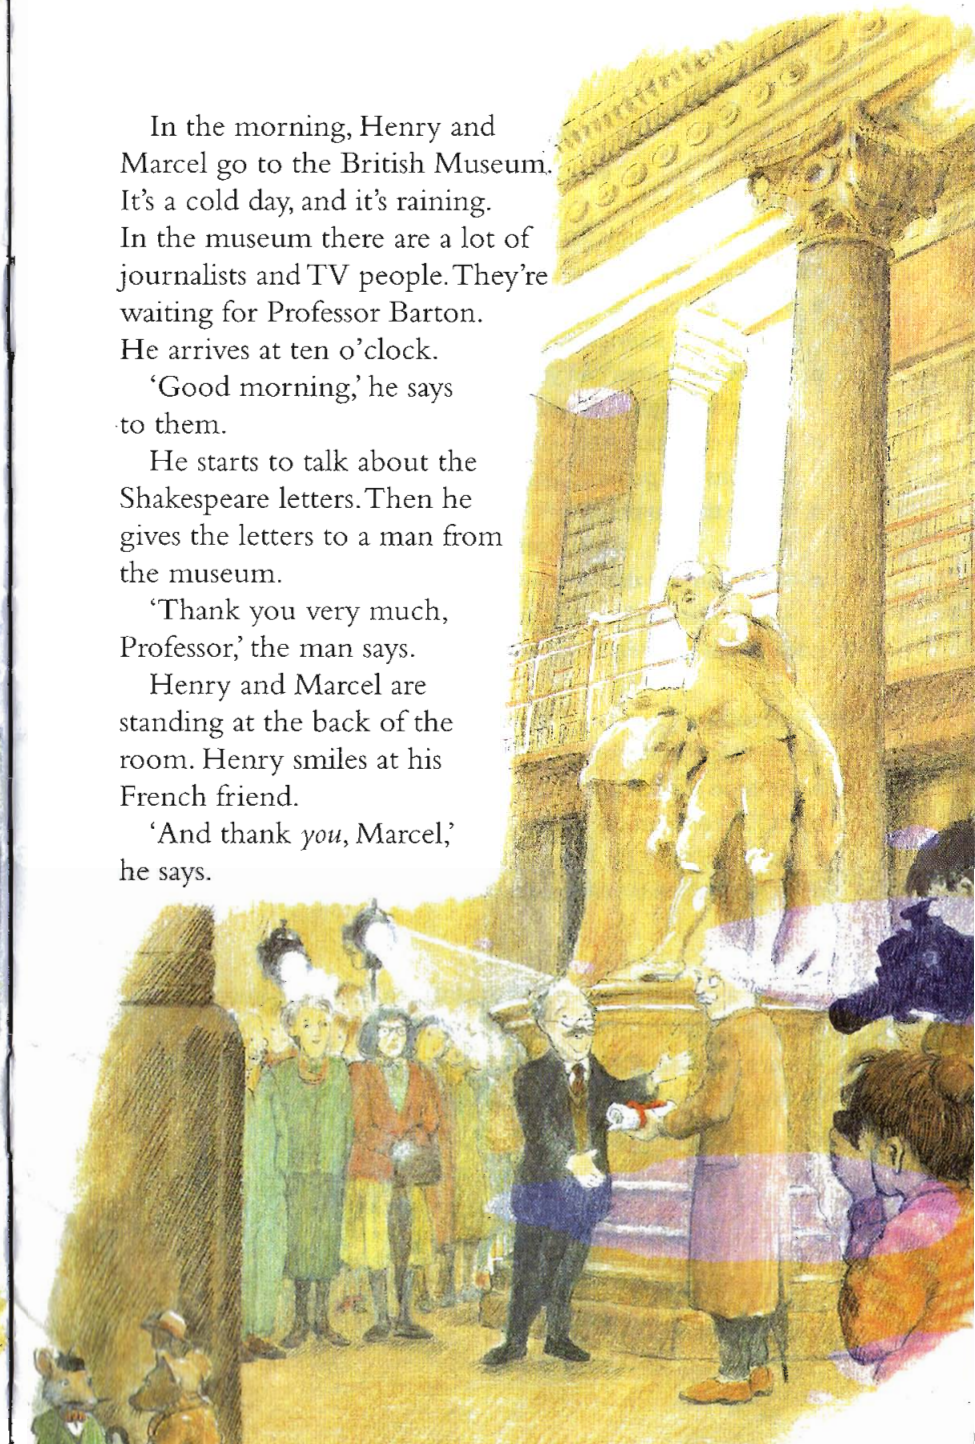 In the morning, Henry and
Marcel go to the British Museum.
It's a cold day, and it's raining.
In the museum there are a lot of
journalists and TV people. They're
waiting for Professor Barton.
He arrives at ten o'clock.
'Good morning,' he says
to them.
He starts to talk about the
Shakespeare letters. Then he
gives the letters to a man from
the museum.
'Thank you very much,
Professor,' the man says.
Henry and Marcel are
standing at the back of the
room. Henry smiles at his
French friend.
'And thank you, Marcel,'
he says.